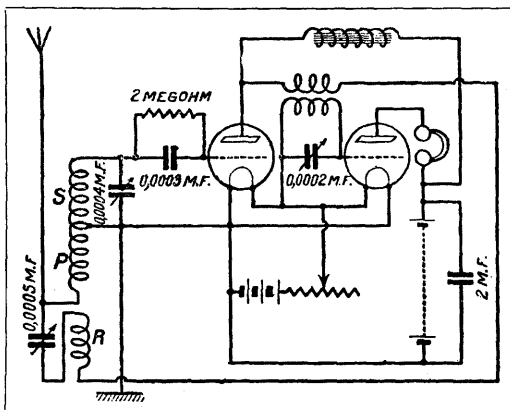 2 MEGOHM
0,0003 M.F.
0,0002 M.F.
S
0,0004 M.F.
P
0,0005 M.F.
R
2 M.F.